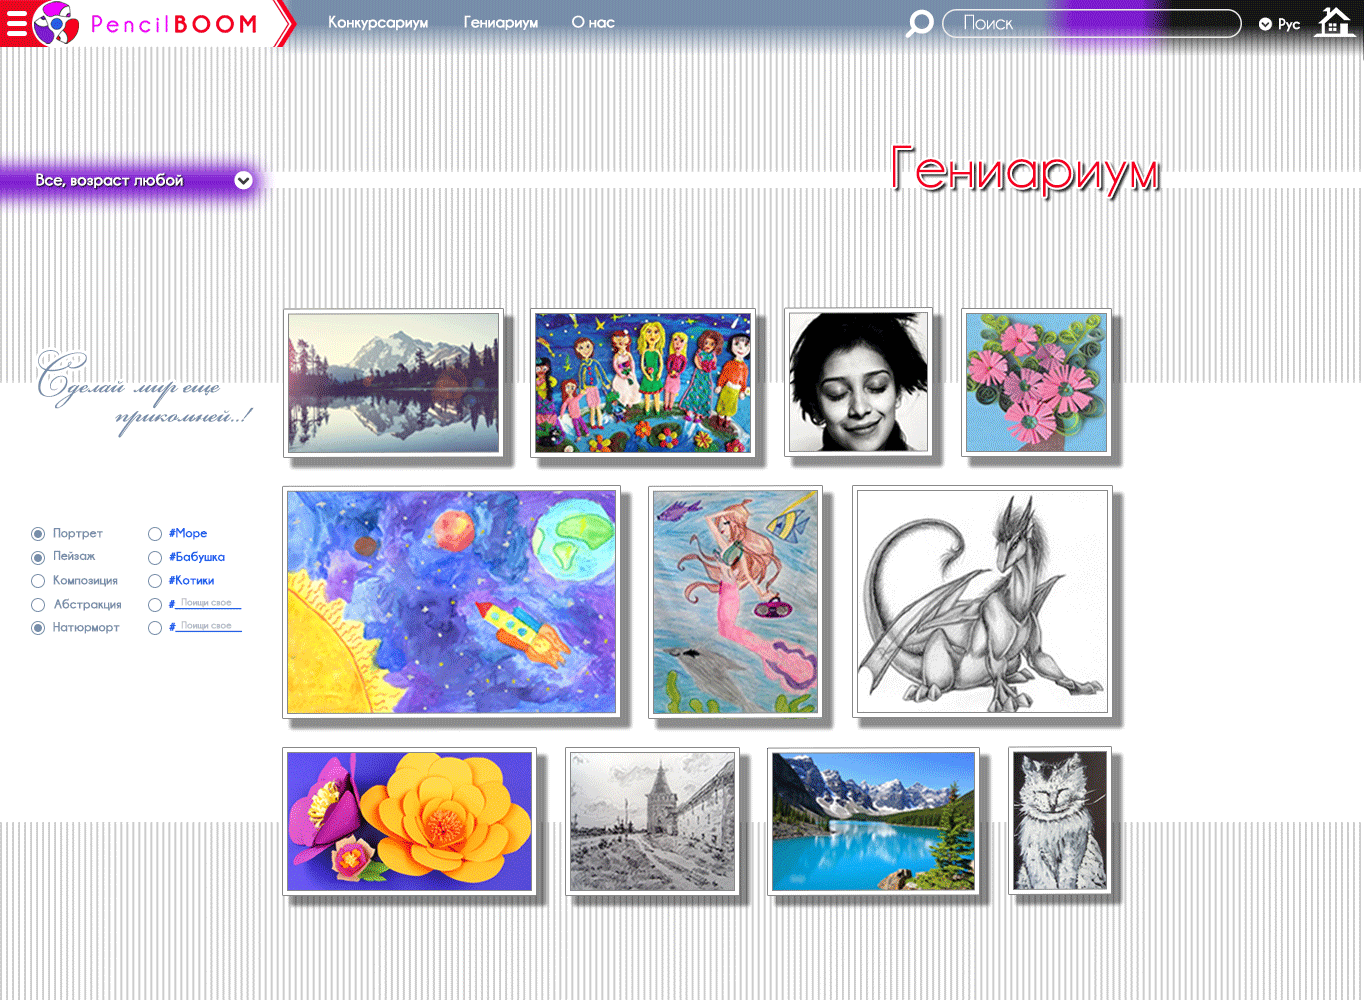 PencilBOOM
Конкурсариум
Гениариум
О нас
Поиск
Рус
Гениариум
Все, возраст любой
Сделай мир еще
прикольней..!
Портрет
Пейзаж
Композиция
Абстракция
Натюрморт
#Море
#Бабушка
#Котики
# Поищи свое
# Поищи свое